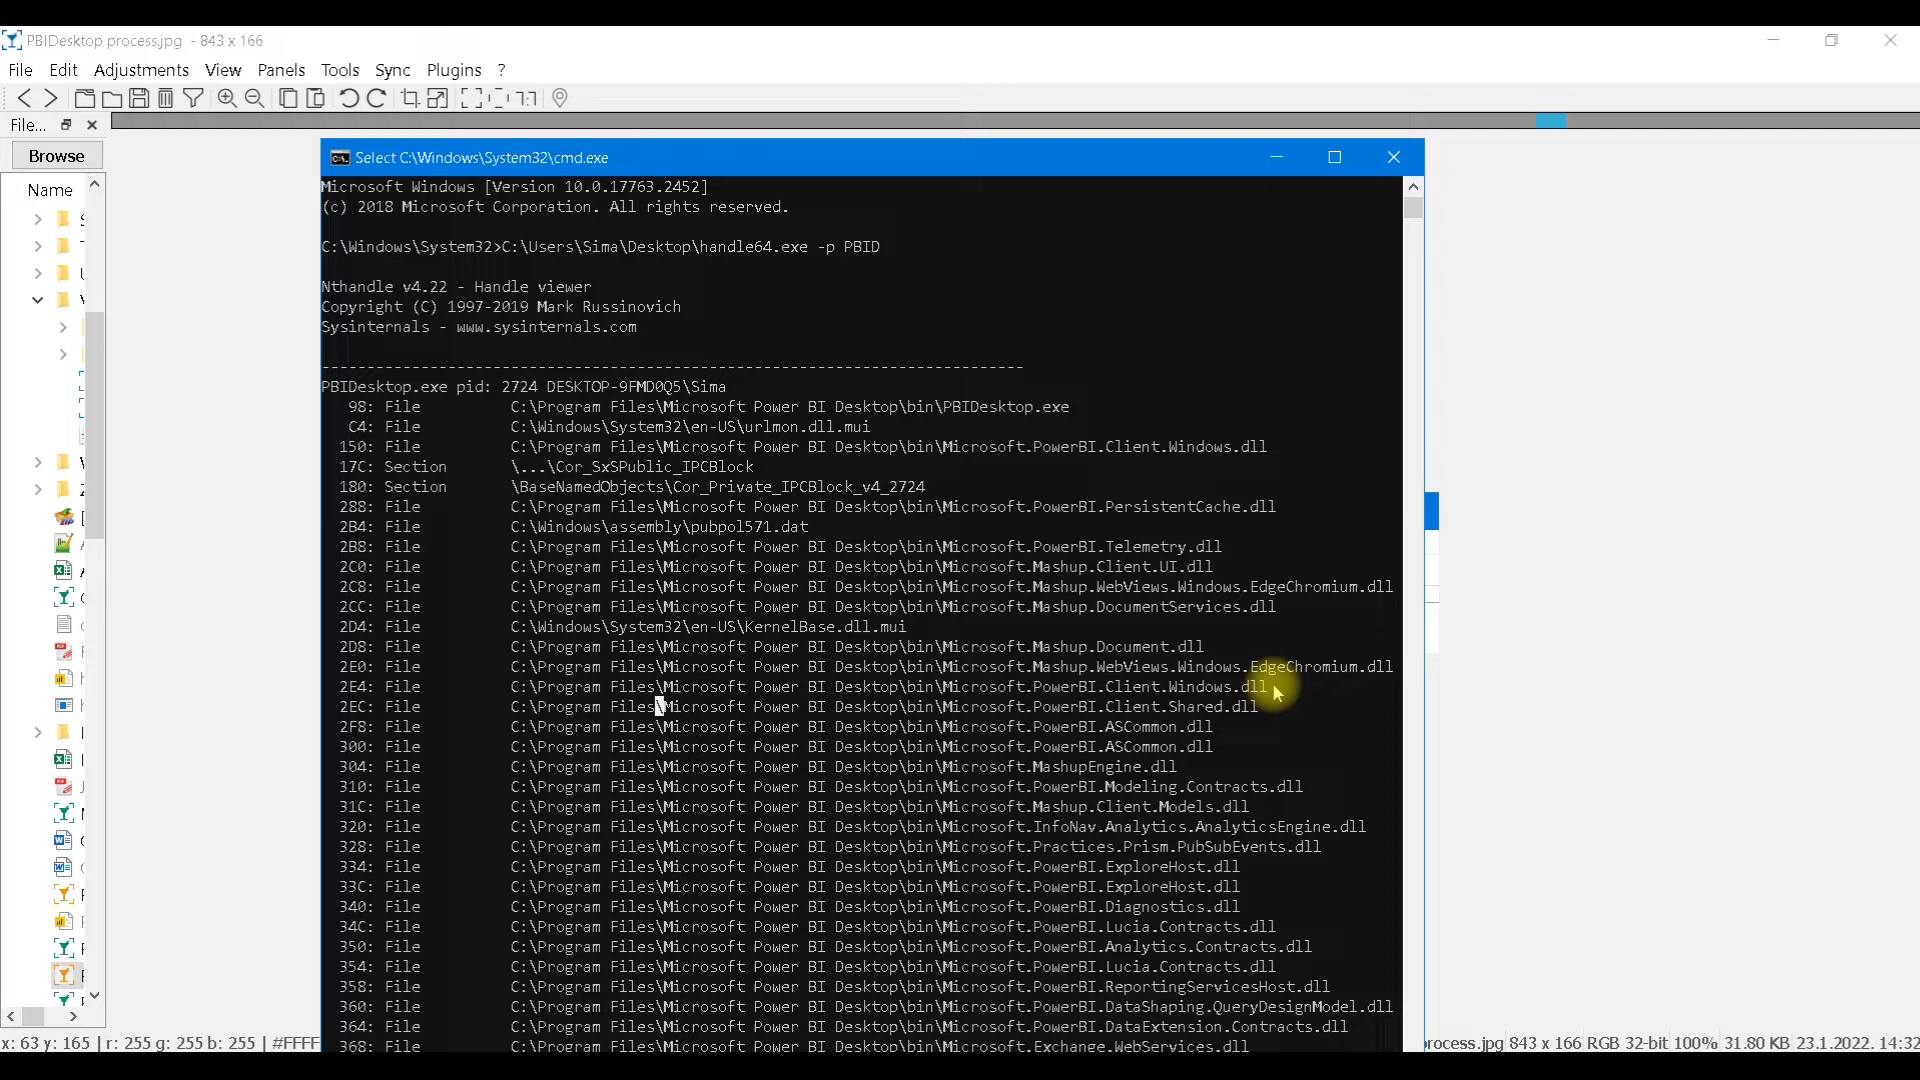 PBIDesktop process.jpg - 843 x 166
File Edit Adjustments View Panels Tools Sync Plugins ?
File...
Browse
Name
Select C:\Windows\System32\cmd.exe
Microsoft Windows [Version 10.0.17763.2452]
(c) 2018 Microsoft Corporation. All rights reserved.
C:\Windows\System32>C:\Users\Sima\Desktop\handle64.exe -p PBID
Nthandle v4.22 - Handle viewer
Copyright (C) 1997-2019 Mark Russinovich
Sysinternals - www.sysinternals.com
------------------------------------------------------------------------------
PBIDesktop.exe pid: 2724 DESKTOP-9FMD0Q5\Sima
98: File C:\Program Files\Microsoft Power BI Desktop\bin\PBIDesktop.exe
C4: File C:\Windows\System32\en-US\urlmon.dll.mui
150: File C:\Program Files\Microsoft Power BI Desktop\bin\Microsoft.PowerBI.Client.Windows.dll
17C: Section \...\Cor_SxSPublic_IPCBlock
180: Section \BaseNamedObjects\Cor_Private_IPCBlock_v4_2724
288: File C:\Program Files\Microsoft Power BI Desktop\bin\Microsoft.PowerBI.PersistentCache.dll
2B4: File C:\Windows\assembly\pubpol571.dat
2B8: File C:\Program Files\Microsoft Power BI Desktop\bin\Microsoft.PowerBI.Telemetry.dll
2C0: File C:\Program Files\Microsoft Power BI Desktop\bin\Microsoft.Mashup.Client.UI.dll
2C8: File C:\Program Files\Microsoft Power BI Desktop\bin\Microsoft.Mashup.WebViews.Windows.EdgeChromium.dll
2CC: File C:\Program Files\Microsoft Power BI Desktop\bin\Microsoft.Mashup.DocumentServices.dll
2D4: File C:\Windows\System32\en-US\KernelBase.dll.mui
2D8: File C:\Program Files\Microsoft Power BI Desktop\bin\Microsoft.Mashup.Document.dll
2E0: File C:\Program Files\Microsoft Power BI Desktop\bin\Microsoft.Mashup.WebViews.Windows.EdgeChromium.dll
2E4: File C:\Program Files\Microsoft Power BI Desktop\bin\Microsoft.PowerBI.Client.Windows.dll
2EC: File C:\Program Files\Microsoft Power BI Desktop\bin\Microsoft.PowerBI.Client.Shared.dll
2F8: File C:\Program Files\Microsoft Power BI Desktop\bin\Microsoft.PowerBI.ASCommon.dll
300: File C:\Program Files\Microsoft Power BI Desktop\bin\Microsoft.PowerBI.ASCommon.dll
304: File C:\Program Files\Microsoft Power BI Desktop\bin\Microsoft.MashupEngine.dll
310: File C:\Program Files\Microsoft Power BI Desktop\bin\Microsoft.PowerBI.Modeling.Contracts.dll
31C: File C:\Program Files\Microsoft Power BI Desktop\bin\Microsoft.Mashup.Client.Models.dll
320: File C:\Program Files\Microsoft Power BI Desktop\bin\Microsoft.InfoNav.Analytics.AnalyticsEngine.dll
328: File C:\Program Files\Microsoft Power BI Desktop\bin\Microsoft.Practices.Prism.PubSubEvents.dll
334: File C:\Program Files\Microsoft Power BI Desktop\bin\Microsoft.PowerBI.ExploreHost.dll
33C: File C:\Program Files\Microsoft Power BI Desktop\bin\Microsoft.PowerBI.ExploreHost.dll
340: File C:\Program Files\Microsoft Power BI Desktop\bin\Microsoft.PowerBI.Diagnostics.dll
34C: File C:\Program Files\Microsoft Power BI Desktop\bin\Microsoft.PowerBI.Lucia.Contracts.dll
350: File C:\Program Files\Microsoft Power BI Desktop\bin\Microsoft.PowerBI.Analytics.Contracts.dll
354: File C:\Program Files\Microsoft Power BI Desktop\bin\Microsoft.PowerBI.Lucia.Contracts.dll
358: File C:\Program Files\Microsoft Power BI Desktop\bin\Microsoft.PowerBI.ReportingServicesHost.dll
360: File C:\Program Files\Microsoft Power BI Desktop\bin\Microsoft.PowerBI.DataShaping.QueryDesignModel.dll
364: File C:\Program Files\Microsoft Power BI Desktop\bin\Microsoft.PowerBI.DataExtension.Contracts.dll
368: File C:\Program Files\Microsoft Power BI Desktop\bin\Microsoft.Exchange.WebServices.dll
x: 63 y: 165 | r: 255 g: 255 b: 255 | #FFFF
process.jpg 843 x 166 RGB 32-bit 100% 31.80 KB 23.1.2022. 14:32